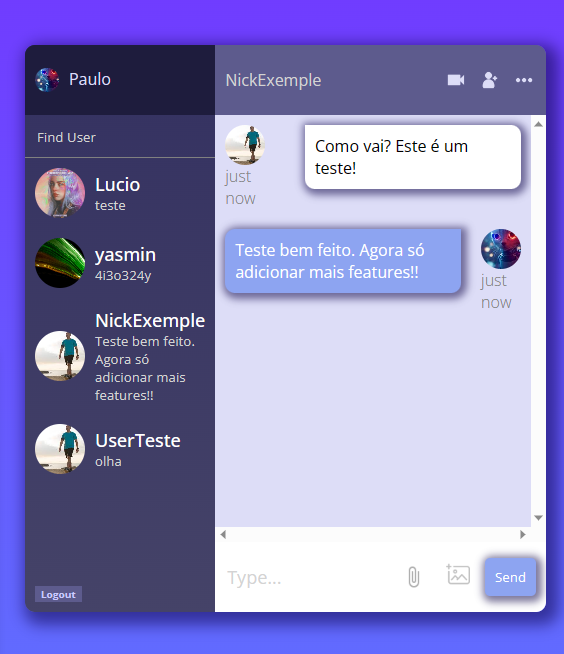 Paulo
NickExemple
Find User
Lucio
teste
yasmin
4i3o324y
NickExemple
Teste bem feito.
Agora só
adicionar mais
features!!
UserTeste
olha
Logout
Como vai? Este é um
teste!
just
now
Teste bem feito. Agora só
adicionar mais features!!
just
now
Type...
Send